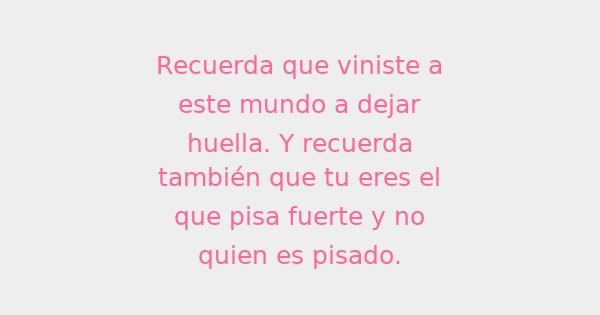 Recuerda que viniste a
este mundo a dejar
huella. Y recuerda
también que tu eres el
que pisa fuerte y no
quien es pisado.